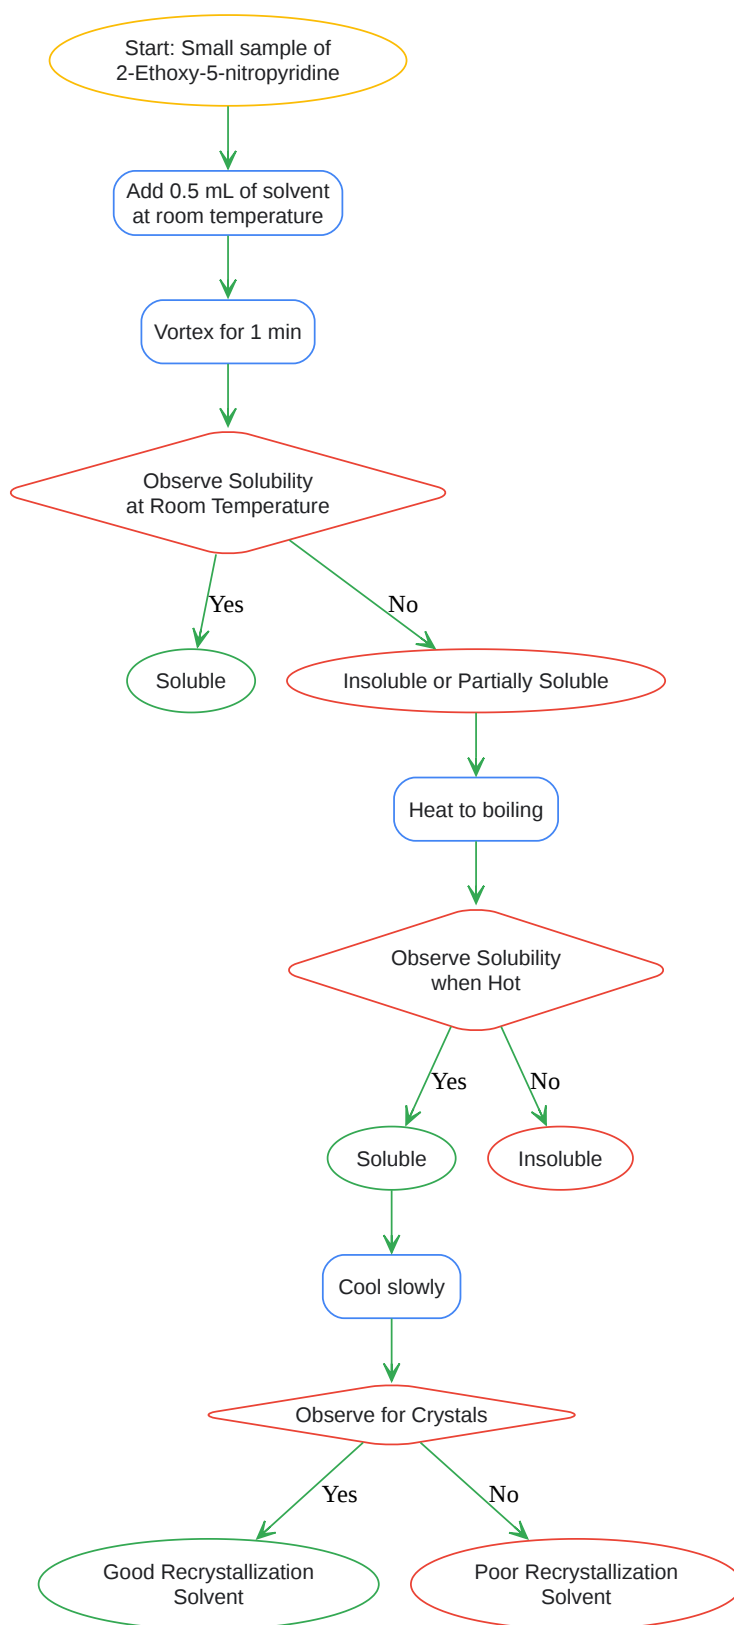 Start: Small sample of
2-Ethoxy-5-nitropyridine
Add 0.5 mL of solvent
at room temperature
Vortex for 1 min
Observe Solubility
at Room Temperature
Yes
No
Soluble
Insoluble or Partially Soluble
Heat to boiling
Observe Solubility
when Hot
Yes
No
Soluble
Insoluble
Cool slowly
Observe for Crystals
Yes
No
Good Recrystallization
Solvent
Poor Recrystallization
Solvent